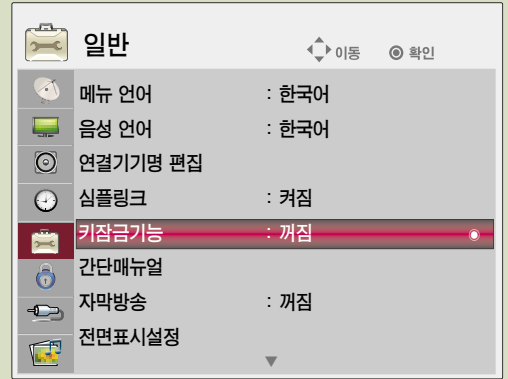 일반 이동 확인
메뉴 언어 : 한국어
음성 언어 : 한국어
연결기기명 편집
심플링크 : 켜짐
키잠금기능 : 꺼짐
간단매뉴얼
자막방송 : 꺼짐
전면표시설정